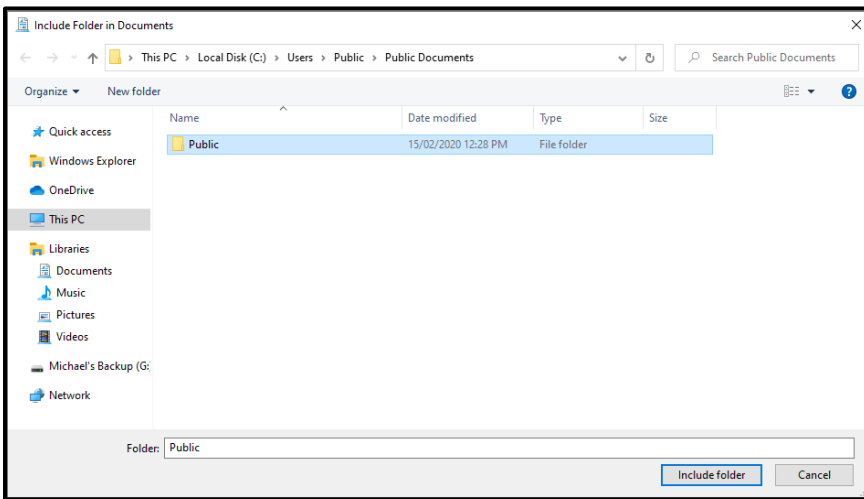 Include Folder in Documents
This PC > Local Disk (C:) > Users > Public > Public Documents
Search Public Documents
Organize
New folder
Name Date modified Type Size
Public 15/02/2020 12:28 PM File folder
Quick access
Windows Explorer
OneDrive
This PC
Libraries
Documents
Music
Pictures
Videos
Michael's Backup (G:
Network
Folder: Public
Include folder Cancel